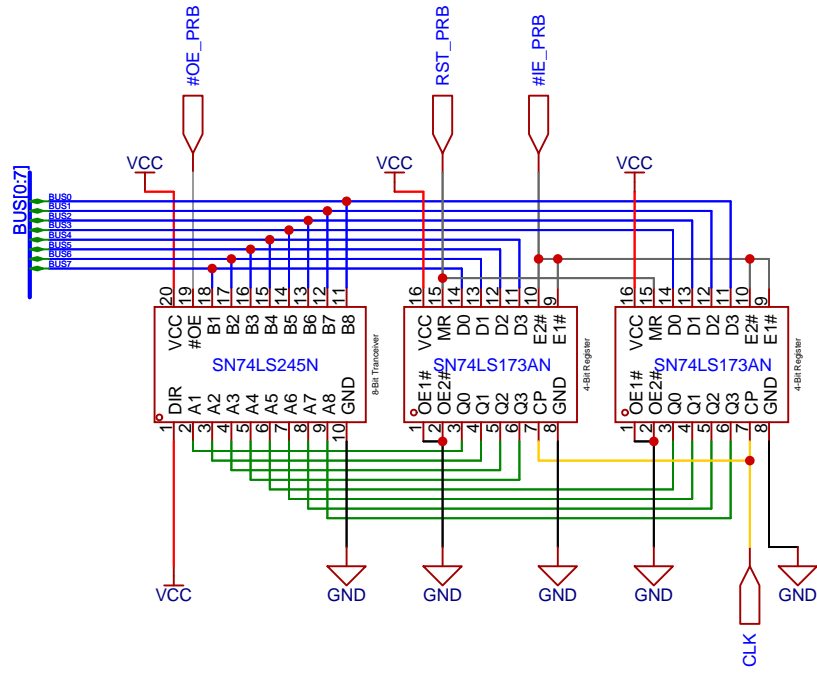 #OE_PRB
RST_PRB
#IE_PRB
VCC
VCC
VCC
BUS[0:7]
BUS0
BUS1
BUS2
BUS3
BUS4
BUS5
BUS6
BUS7
20 19 18 17 16 15 14 13 12 11
VCC #OE B1 B2 B3 B4 B5 B6 B7 B8
SN74LS245N
8-Bit Tranceiver
DIR A1 A2 A3 A4 A5 A6 A7 A8 GND
1 2 3 4 5 6 7 8 9 10
16 15 14 13 12 11 10 9
VCC MR D0 D1 D2 D3 E2# E1#
SN74LS173AN
4-Bit Register
OE1# OE2# Q0 Q1 Q2 Q3 CP GND
1 2 3 4 5 6 7 8
16 15 14 13 12 11 10 9
VCC MR D0 D1 D2 D3 E2# E1#
SN74LS173AN
4-Bit Register
OE1# OE2# Q0 Q1 Q2 Q3 CP GND
1 2 3 4 5 6 7 8
VCC
GND
GND
GND
GND
GND
CLK